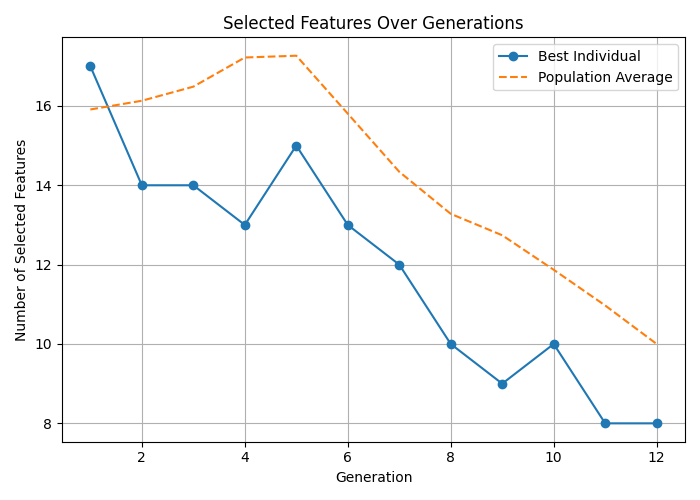 Selected Features Over Generations
Best Individual
Population Average
Number of Selected Features
16
14
12
10
8
2
4
6
8
10
12
Generation